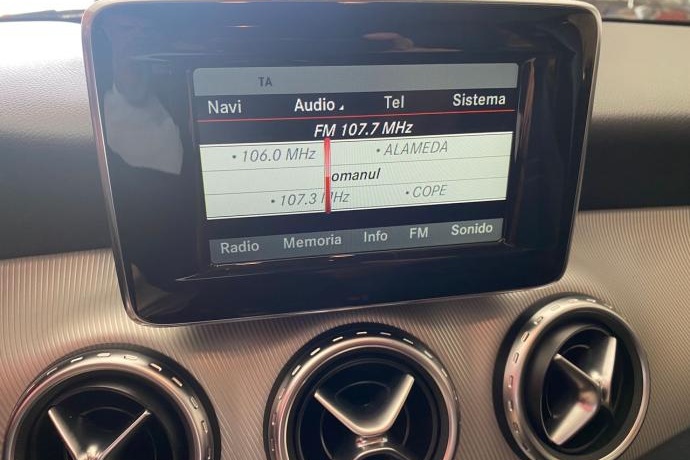 TA
Navi Audio Tel Sistema
FM 107.7 MHz
• 106.0 MHz • ALAMEDA
omanul
• 107.3 MHz • COPE
Radio Memoria Info FM Sonido